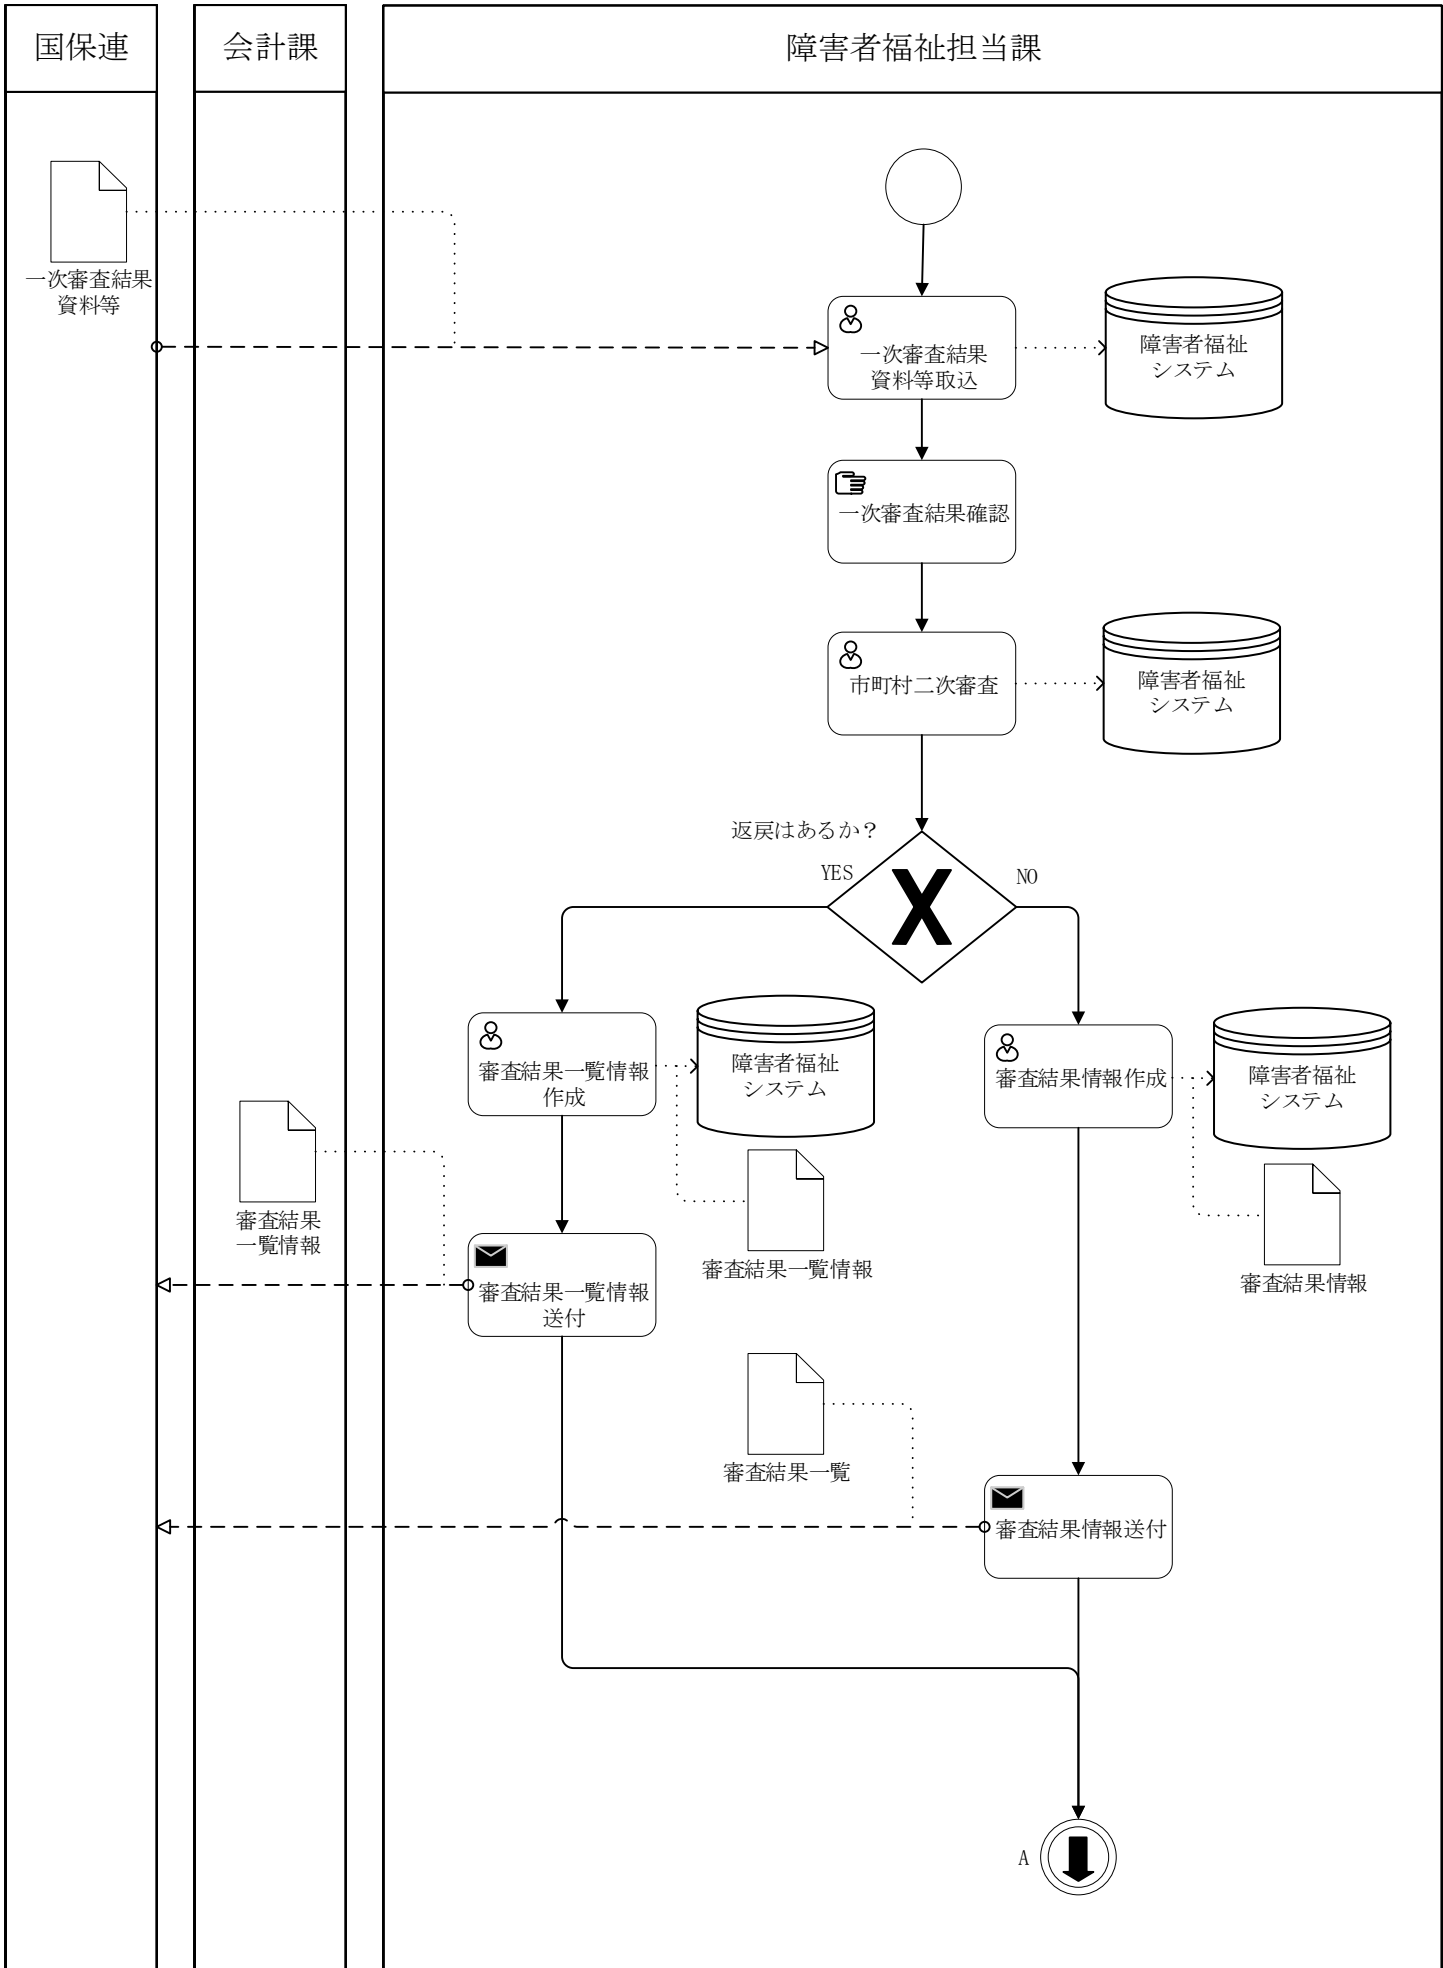 国保連
会計課
障害者福祉担当課
一次審査結果
資料等
一次審査結果
資料等取込
障害者福祉
システム
一次審査結果確認
市町村二次審査
障害者福祉
システム
返戻はあるか？
YES
NO
審査結果一覧情報
作成
障害者福祉
システム
審査結果情報作成
障害者福祉
システム
審査結果
一覧情報
審査結果一覧情報
審査結果情報
審査結果一覧情報
送付
審査結果一覧
審査結果情報送付
A